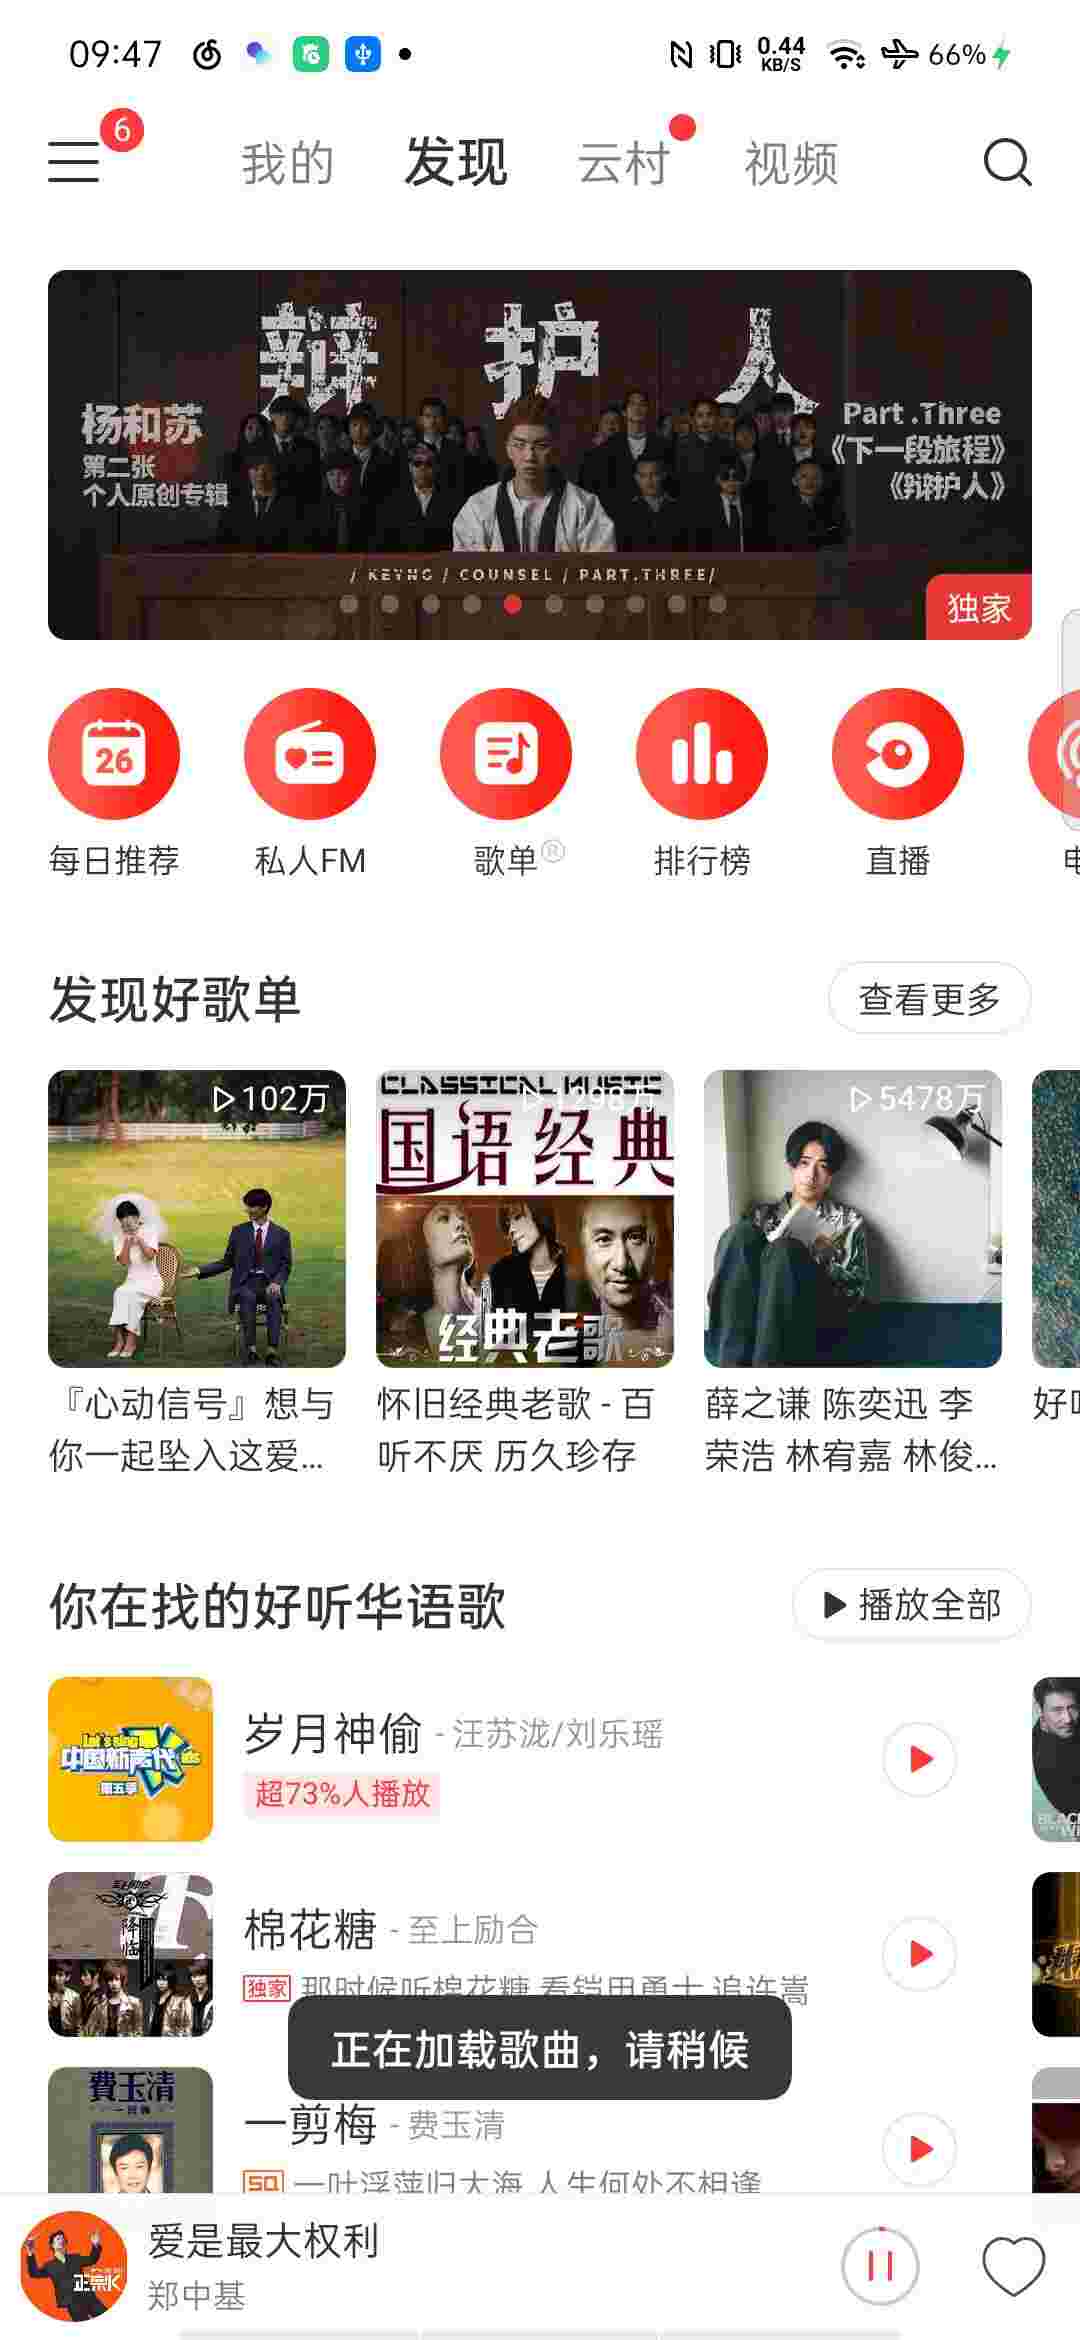 09:47
0.44
KB/S
66%
6
我的
发现
云村
视频
辩护人
杨和苏
第二张
个人原创专辑
Part.Three
《下一段旅程》
《辩护人》
/ KEYNG / COUNSEL / PART.THREE/
独家
26
每日推荐
私人FM
歌单®
排行榜
直播
发现好歌单
查看更多
102万
CLASSICAL MUSIC
1298万
国语经典
经典老歌
5478万
『心动信号』想与
你一起坠入这爱...
怀旧经典老歌 - 百
听不厌 历久珍存
薛之谦 陈奕迅 李
荣浩 林宥嘉 林俊...
你在找的好听华语歌
播放全部
Let's sing
中国新声代
第五季
岁月神偷 - 汪苏泷/刘乐瑶
超73%人播放
降临
棉花糖 - 至上励合
独家 那时候听棉花糖 看铠甲勇士 追许嵩
正在加载歌曲，请稍候
費玉清
一剪梅 - 费玉清
SQ 一叶浮萍归大海 人生何处不相逢
爱是最大权利
郑中基